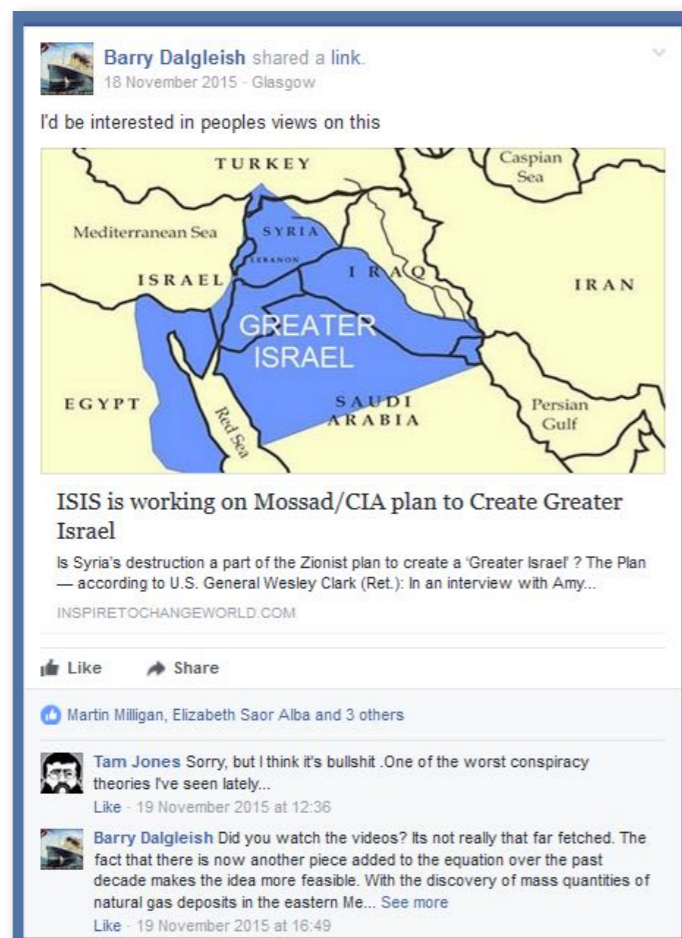 Barry Dalgleish shared a link.
18 November 2015 · Glasgow
I'd be interested in peoples views on this
TURKEY
Caspian
Sea
Mediterranean Sea
SYRIA
LEBANON
ISRAEL
IRAQ
IRAN
GREATER
ISRAEL
EGYPT
Red Sea
SAUDI
ARABIA
Persian
Gulf
ISIS is working on Mossad/CIA plan to Create Greater
Israel
Is Syria's destruction a part of the Zionist plan to create a 'Greater Israel' ? The Plan
— according to U.S. General Wesley Clark (Ret.): In an interview with Amy...
INSPIRETOCHANGEWORLD.COM
Like Share
Martin Milligan, Elizabeth Saor Alba and 3 others
Tam Jones Sorry, but I think it's bullshit .One of the worst conspiracy
theories I've seen lately...
Like · 19 November 2015 at 12:36
Barry Dalgleish Did you watch the videos? Its not really that far fetched. The
fact that there is now another piece added to the equation over the past
decade makes the idea more feasible. With the discovery of mass quantities of
natural gas deposits in the eastern Me... See more
Like · 19 November 2015 at 16:49